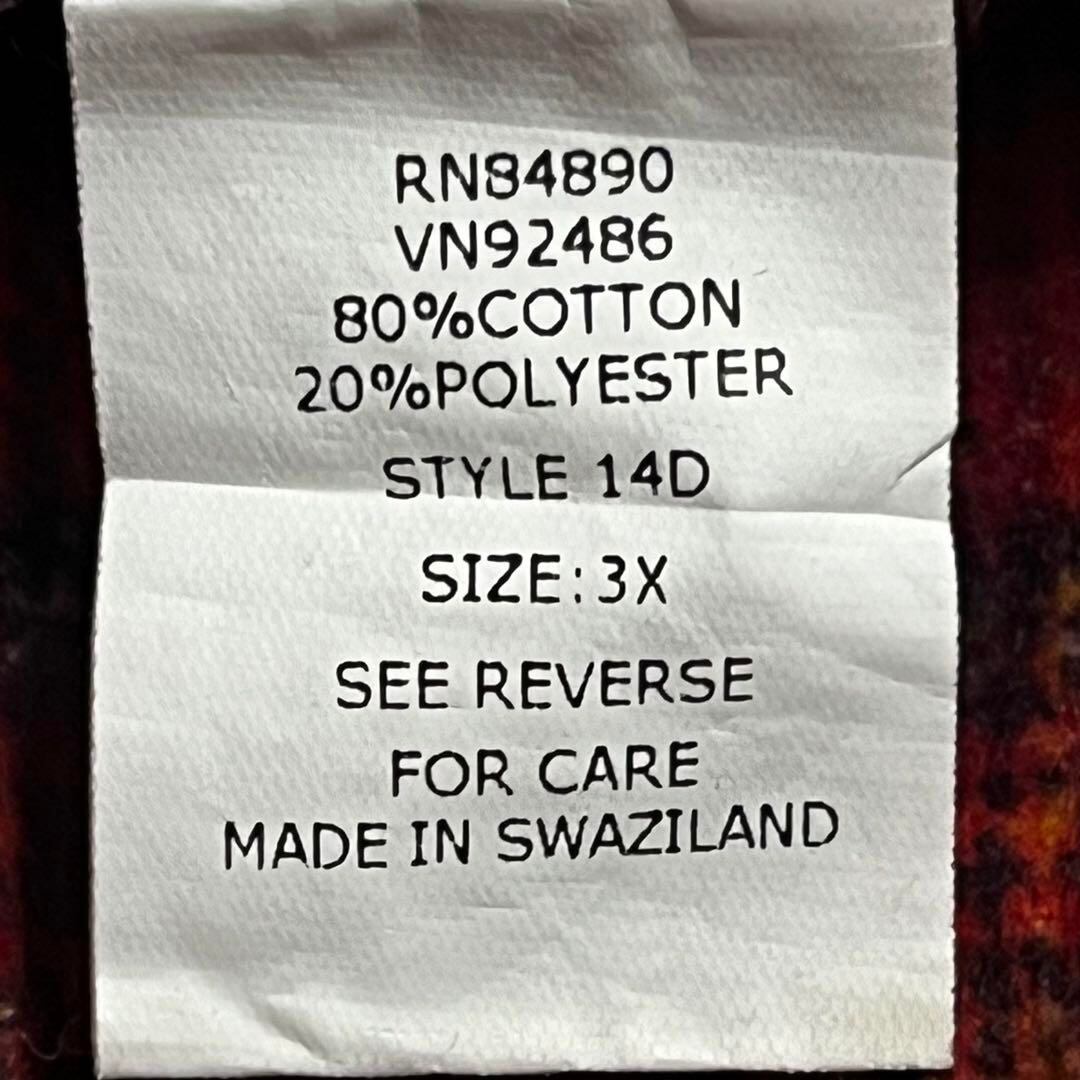 RN84890
VN92486
80%COTTON
20%POLYESTER
STYLE 14D
SIZE:3X
SEE REVERSE
FOR CARE
MADE IN SWAZILAND